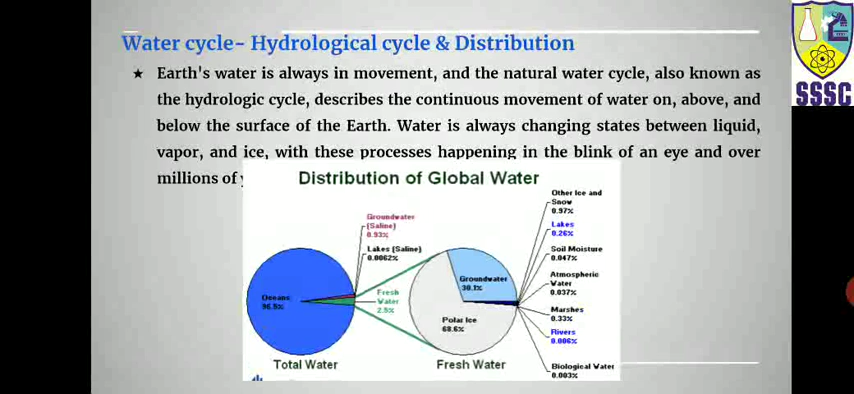 Water cycle- Hydrological cycle & Distribution
★ Earth's water is always in movement, and the natural water cycle, also known as
the hydrologic cycle, describes the continuous movement of water on, above, and
below the surface of the Earth. Water is always changing states between liquid,
vapor, and ice, with these processes happening in the blink of an eye and over
millions of
SSSC
Distribution of Global Water
Groundwater
(Saline)
0.93%
Lakes (Saline)
0.0062%
Oceans
96.5%
Fresh
Water
2.5%
Total Water
Groundwater
30.1%
Polar Ice
68.6%
Fresh Water
Other Ice and
Snow
0.97%
Lakes
0.26%
Soil Moisture
0.047%
Atmospheric
Water
0.037%
Marshes
0.33%
Rivers
0.006%
Biological Water
0.003%